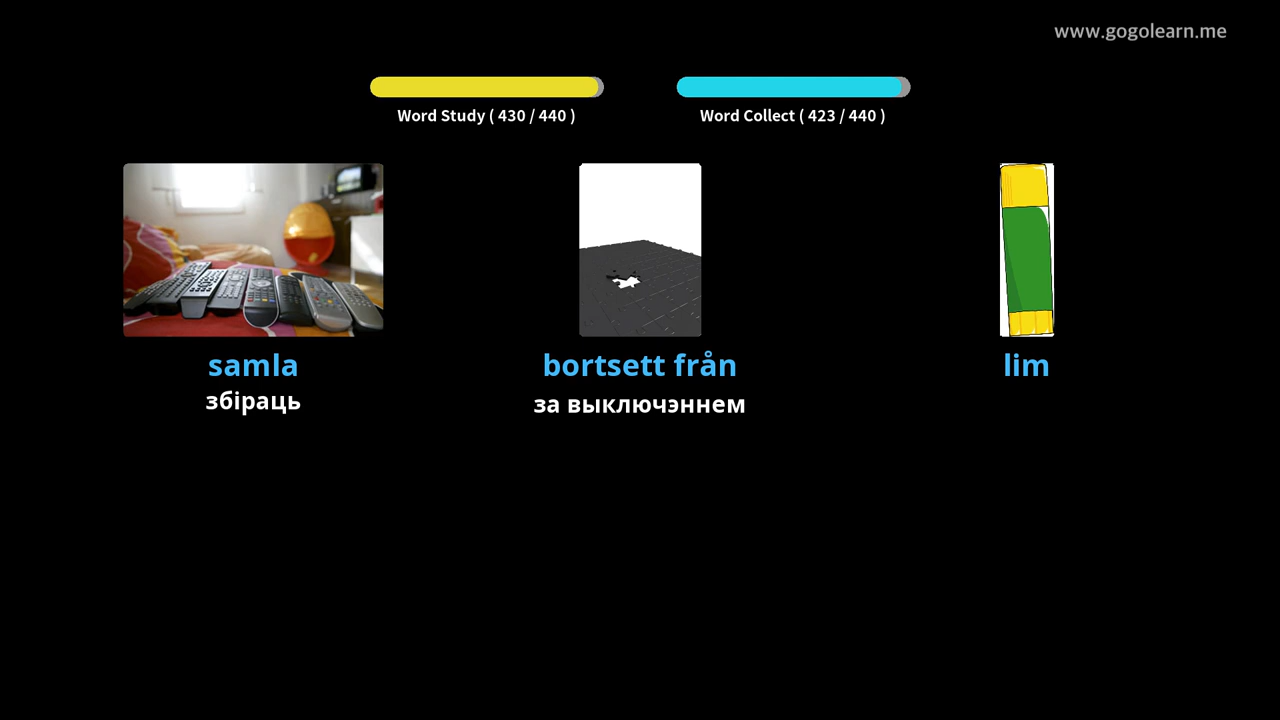 www.gogolearn.me
Word Study ( 430 / 440 )
Word Collect ( 423 / 440 )
samla
збіраць
bortsett från
за выключэннем
lim